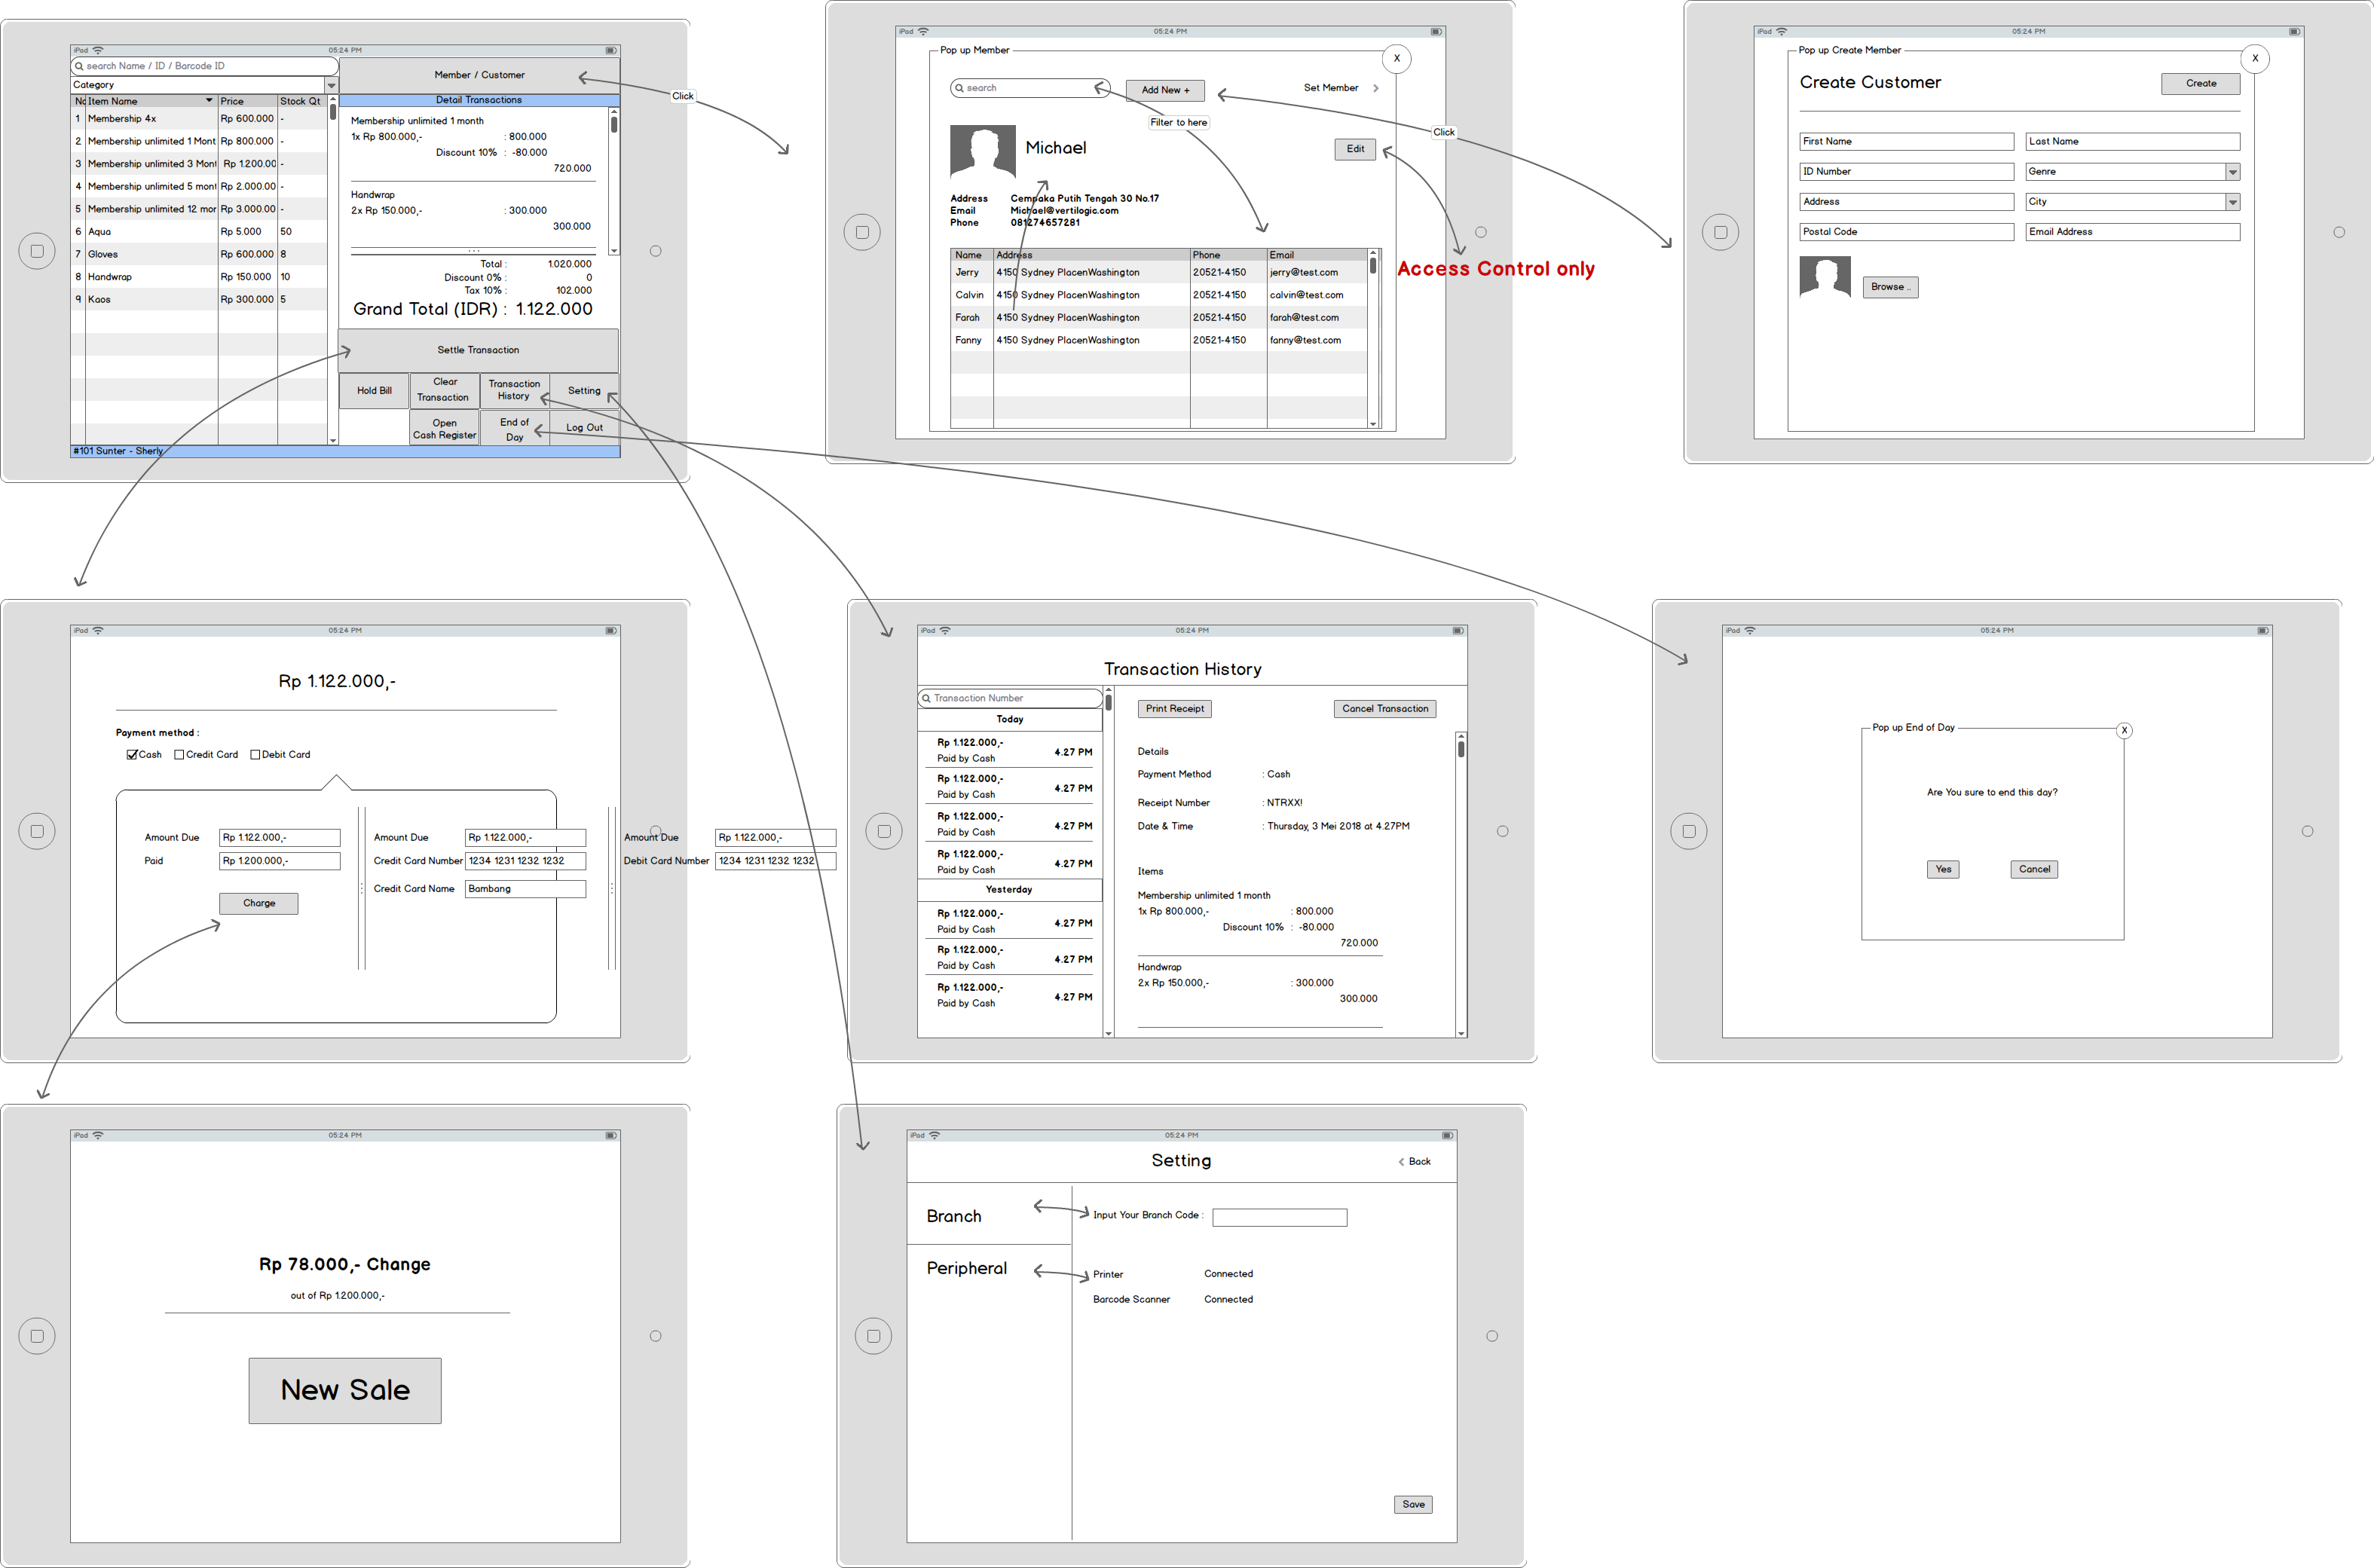 iPad
05:24 PM
search Name / ID / Barcode ID
Category
Item Name Price Stock Qt
1 Membership 4x Rp 600.000 -
2 Membership unlimited 1 Mont Rp 800.000 -
3 Membership unlimited 3 Mont Rp 1.200.00 -
4 Membership unlimited 5 mont Rp 2.000.00 -
5 Membership unlimited 12 mor Rp 3.000.00 -
6 Aqua Rp 5.000 50
7 Gloves Rp 600.000 8
8 Handwrap Rp 150.000 10
9 Kaos Rp 300.000 5
Member / Customer
Detail Transactions
Membership unlimited 1 month
1x Rp 800.000,- : 800.000
Discount 10% : -80.000
720.000
Handwrap
2x Rp 150.000,- : 300.000
300.000
Total : 1.020.000
Discount 0% : 0
Tax 10% : 102.000
Grand Total (IDR) : 1.122.000
Settle Transaction
Hold Bill
Clear
Transaction
Transaction
History
Setting
Open
Cash Register
End of
Day
Log Out
#101 Sunter - Sherly
Click
iPad
05:24 PM
Pop up Member
X
search
Add New +
Set Member
Filter to here
Click
Michael
Edit
Address Cempaka Putih Tengah 30 No.17
Email Michael@vertilogic.com
Phone 081274657281
Access Control only
Name Address Phone Email
Jerry 4150 Sydney PlacenWashington 20521-4150 jerry@test.com
Calvin 4150 Sydney PlacenWashington 20521-4150 calvin@test.com
Farah 4150 Sydney PlacenWashington 20521-4150 farah@test.com
Fanny 4150 Sydney PlacenWashington 20521-4150 fanny@test.com
iPad
05:24 PM
Pop up Create Member
X
Create Customer
Create
First Name Last Name
ID Number Genre
Address City
Postal Code Email Address
Browse ..
iPad
05:24 PM
Rp 1.122.000,-
Payment method :
Cash Credit Card Debit Card
Amount Due Rp 1.122.000,-
Paid Rp 1.200.000,-
Charge
Amount Due Rp 1.122.000,-
Credit Card Number 1234 1231 1232 1232
Credit Card Name Bambang
Amount Due Rp 1.122.000,-
Debit Card Number 1234 1231 1232 1232
iPad
05:24 PM
Transaction History
Transaction Number
Today
Rp 1.122.000,-
Paid by Cash
4.27 PM
Rp 1.122.000,-
Paid by Cash
4.27 PM
Rp 1.122.000,-
Paid by Cash
4.27 PM
Rp 1.122.000,-
Paid by Cash
4.27 PM
Yesterday
Rp 1.122.000,-
Paid by Cash
4.27 PM
Rp 1.122.000,-
Paid by Cash
4.27 PM
Rp 1.122.000,-
Paid by Cash
4.27 PM
Print Receipt
Cancel Transaction
Details
Payment Method : Cash
Receipt Number : NTRXX!
Date & Time : Thursday, 3 Mei 2018 at 4.27PM
Items
Membership unlimited 1 month
1x Rp 800.000,- : 800.000
Discount 10% : -80.000
720.000
Handwrap
2x Rp 150.000,- : 300.000
300.000
iPad
05:24 PM
Pop up End of Day
X
Are You sure to end this day?
Yes
Cancel
iPad
05:24 PM
Rp 78.000,- Change
out of Rp 1.200.000,-
New Sale
iPad
05:24 PM
Setting
Back
Branch
Input Your Branch Code :
Peripheral
Printer Connected
Barcode Scanner Connected
Save